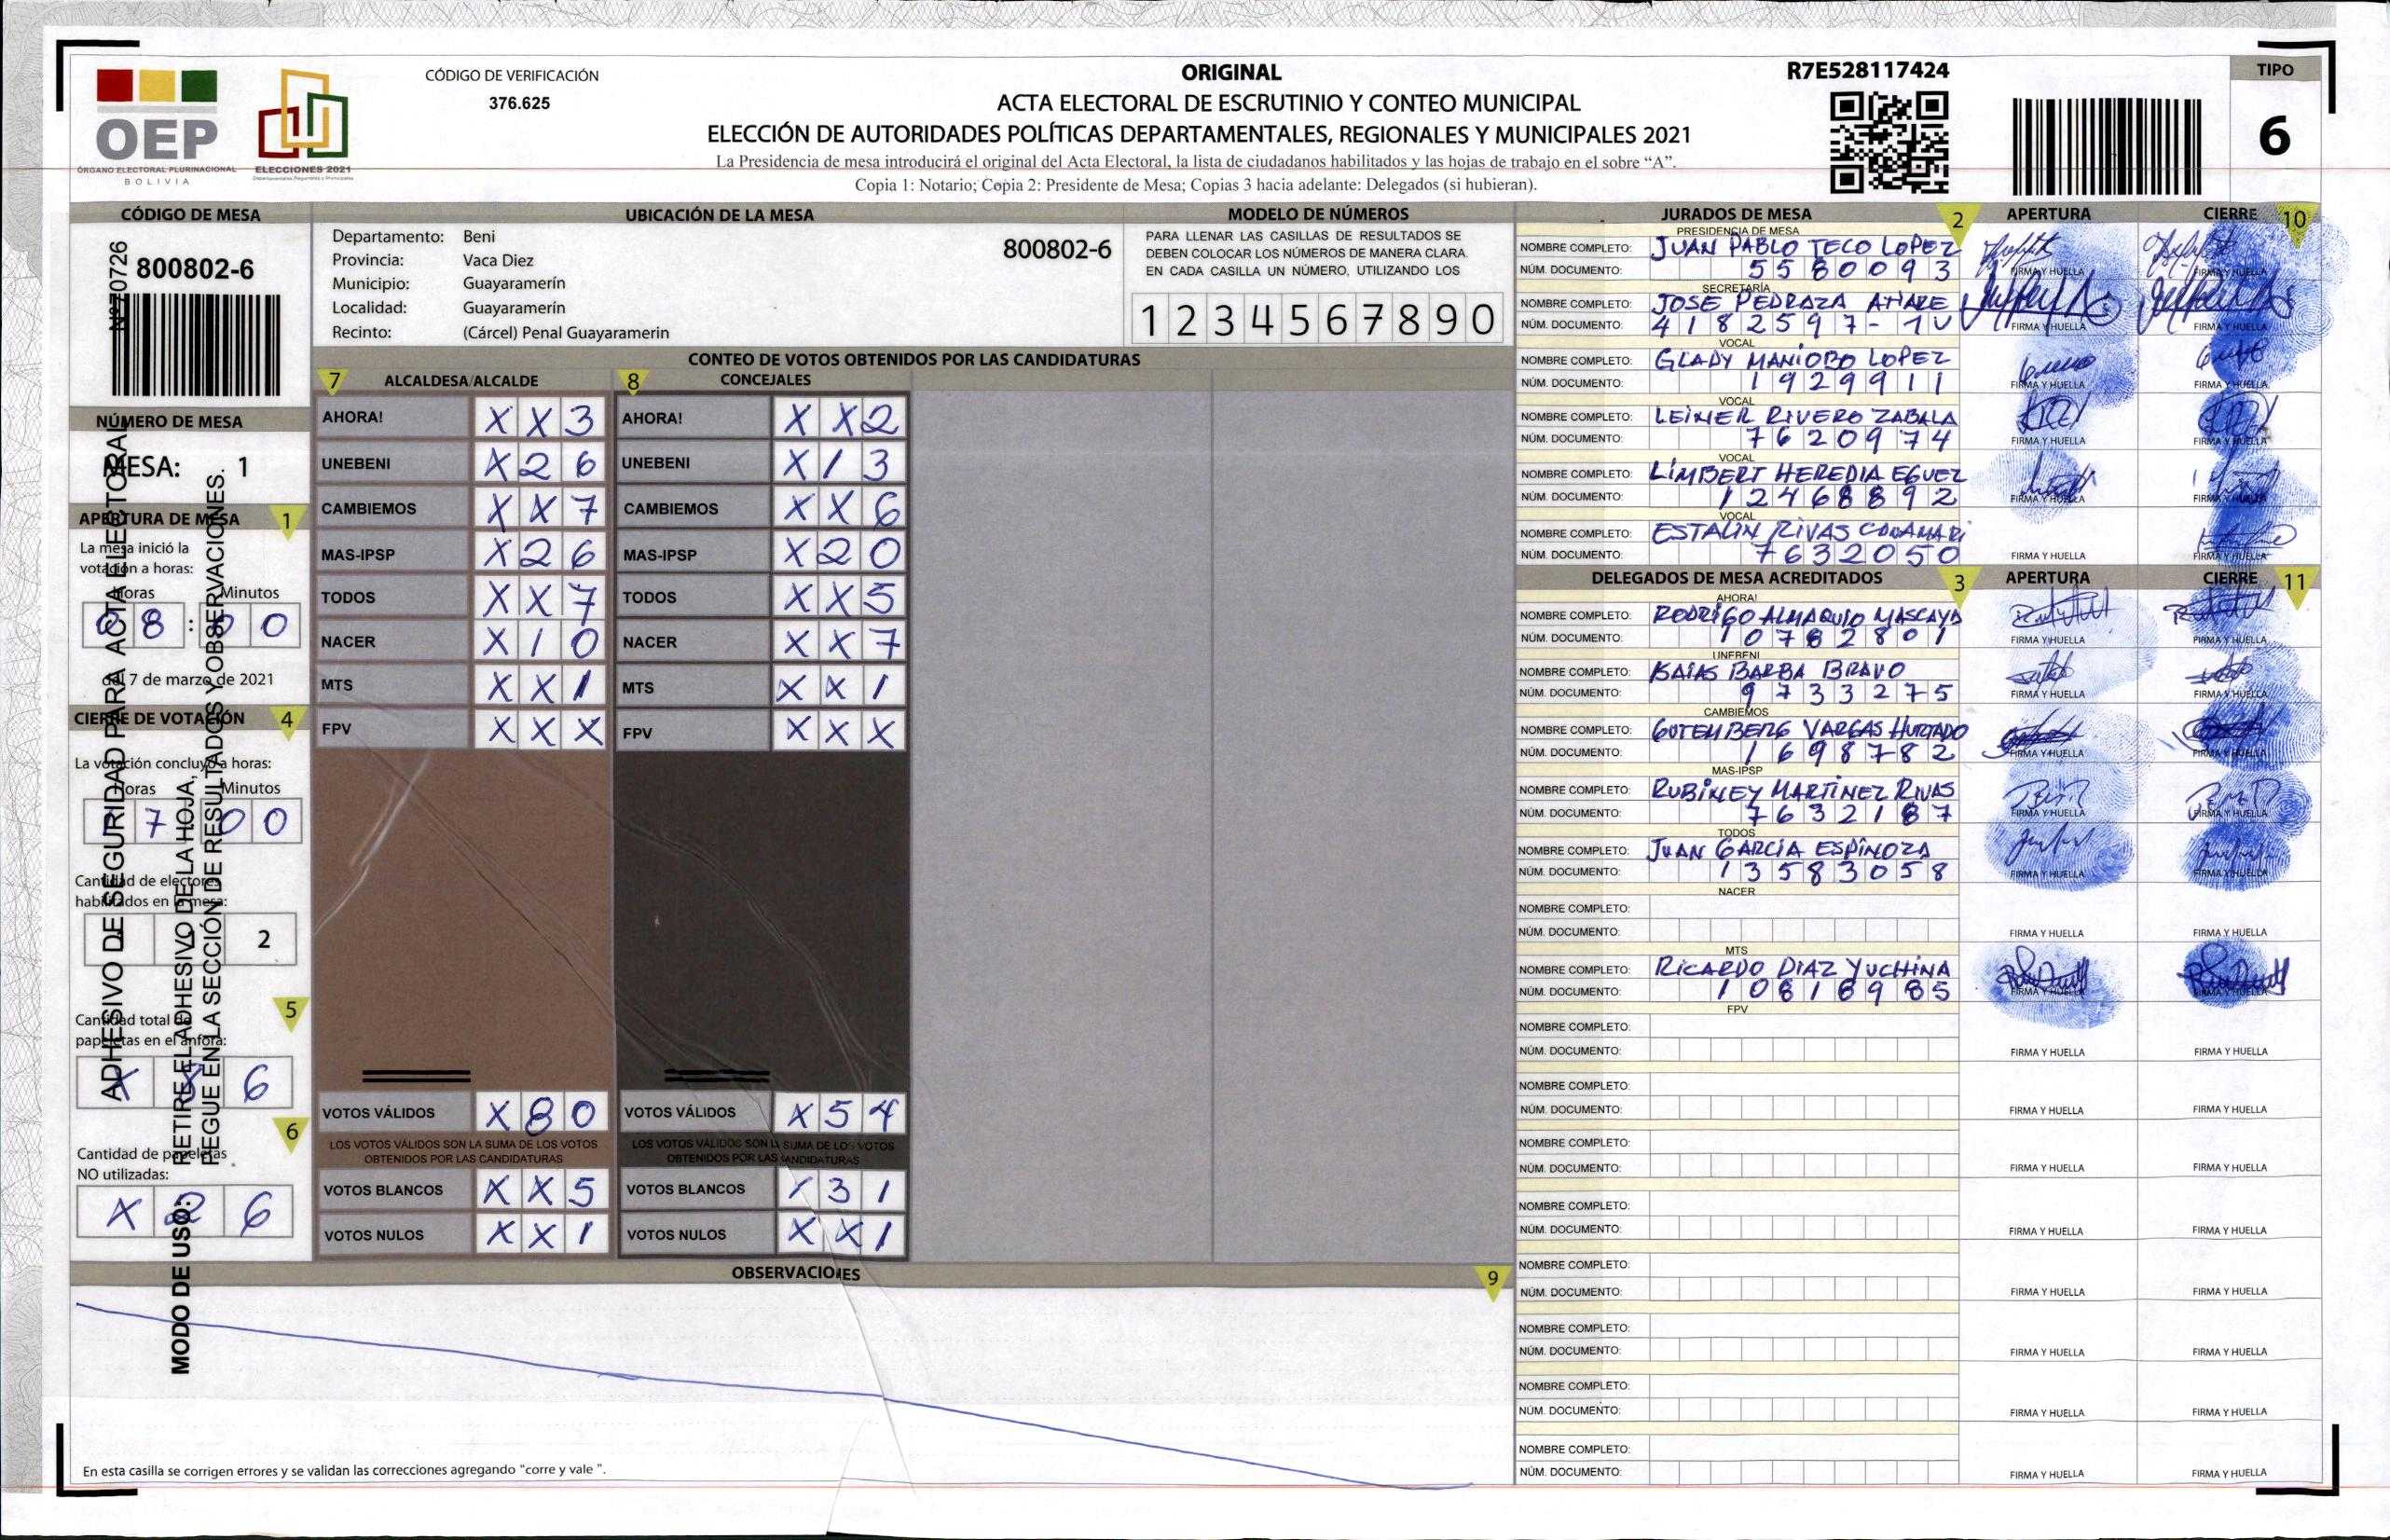 OEP
ÓRGANO ELECTORAL PLURINACIONAL
BOLIVIA
ELECCIONES 2021
CÓDIGO DE VERIFICACIÓN
376.625
ORIGINAL
ACTA ELECTORAL DE ESCRUTINIO Y CONTEO MUNICIPAL
ELECCIÓN DE AUTORIDADES POLÍTICAS DEPARTAMENTALES, REGIONALES Y MUNICIPALES 2021
La Presidencia de mesa introducirá el original del Acta Electoral, la lista de ciudadanos habilitados y las hojas de trabajo en el sobre “A”.
Copia 1: Notario; Copia 2: Presidente de Mesa; Copias 3 hacia adelante: Delegados (si hubieran).
R7E528117424
TIPO
6
CÓDIGO DE MESA
800802-6
Nº 70726
NÚMERO DE MESA
MESA: 1
APERTURA DE MESA 1
La mesa inició la
votación a horas:
Horas Minutos
0 8 : 0 0
del 7 de marzo de 2021
CIERRE DE VOTACIÓN 4
La votación concluyó a horas:
Horas Minutos
7 0 0
Cantidad de electores
habilitados en la mesa:
2
5
Cantidad total de
papeletas en el ánfora:
X 8 6
6
Cantidad de papeletas
NO utilizadas:
X 2 6
ADHESIVO DE SEGURIDAD PARA ACTA ELECTORAL
MODO DE USO: RETIRE EL ADHESIVO DE LA HOJA,
PEGUE EN LA SECCIÓN DE RESULTADOS Y OBSERVACIONES.
UBICACIÓN DE LA MESA
Departamento: Beni
Provincia: Vaca Diez
Municipio: Guayaramerín
Localidad: Guayaramerín
Recinto: (Cárcel) Penal Guayaramerin
800802-6
MODELO DE NÚMEROS
PARA LLENAR LAS CASILLAS DE RESULTADOS SE
DEBEN COLOCAR LOS NÚMEROS DE MANERA CLARA.
EN CADA CASILLA UN NÚMERO, UTILIZANDO LOS
1 2 3 4 5 6 7 8 9 0
CONTEO DE VOTOS OBTENIDOS POR LAS CANDIDATURAS
7 ALCALDESA/ALCALDE
AHORA! X X 3
UNEBENI X 2 6
CAMBIEMOS X X 7
MAS-IPSP X 2 6
TODOS X X 7
NACER X 1 0
MTS X X 1
FPV X X X
VOTOS VÁLIDOS X 8 0
LOS VOTOS VÁLIDOS SON LA SUMA DE LOS VOTOS
OBTENIDOS POR LAS CANDIDATURAS
VOTOS BLANCOS X X 5
VOTOS NULOS X X 1
8 CONCEJALES
AHORA! X X 2
UNEBENI X 1 3
CAMBIEMOS X X 6
MAS-IPSP X 2 0
TODOS X X 5
NACER X X 7
MTS X X 1
FPV X X X
VOTOS VÁLIDOS X 5 4
LOS VOTOS VÁLIDOS SON LA SUMA DE LOS VOTOS
OBTENIDOS POR LAS CANDIDATURAS
VOTOS BLANCOS X 3 1
VOTOS NULOS X X 1
OBSERVACIONES 9
En esta casilla se corrigen errores y se validan las correcciones agregando "corre y vale ".
JURADOS DE MESA 2 APERTURA CIERRE 10
PRESIDENCIA DE MESA
NOMBRE COMPLETO: JUAN PABLO TECO LOPEZ
NÚM. DOCUMENTO: 5580093 FIRMA Y HUELLA FIRMA Y HUELLA
SECRETARÍA
NOMBRE COMPLETO: JOSE PEDRAZA
NÚM. DOCUMENTO: 4182597- FIRMA Y HUELLA FIRMA Y HUELLA
VOCAL
NOMBRE COMPLETO: GLADY MANIOBO LOPEZ
NÚM. DOCUMENTO: 1929911 FIRMA Y HUELLA FIRMA Y HUELLA
VOCAL
NOMBRE COMPLETO: LEINER RIVERO ZABALA
NÚM. DOCUMENTO: 7620974 FIRMA Y HUELLA FIRMA Y HUELLA
VOCAL
NOMBRE COMPLETO: LIMBERT HEREDIA EGUEZ
NÚM. DOCUMENTO: 12468892 FIRMA Y HUELLA FIRMA Y HUELLA
VOCAL
NOMBRE COMPLETO: ESTALIN RIVAS
NÚM. DOCUMENTO: 7632050 FIRMA Y HUELLA FIRMA Y HUELLA
DELEGADOS DE MESA ACREDITADOS 3 APERTURA CIERRE 11
AHORA!
NOMBRE COMPLETO: RODRIGO ALMAQUIO MASCAYA
NÚM. DOCUMENTO: 10782801 FIRMA Y HUELLA FIRMA Y HUELLA
UNEBENI
NOMBRE COMPLETO: ISAIAS BARBA BRAVO
NÚM. DOCUMENTO: 9733275 FIRMA Y HUELLA FIRMA Y HUELLA
CAMBIEMOS
NOMBRE COMPLETO: GUTEMBERG VARGAS HURTADO
NÚM. DOCUMENTO: 1698782 FIRMA Y HUELLA FIRMA Y HUELLA
MAS-IPSP
NOMBRE COMPLETO: RUBINEY MARTINEZ RIVAS
NÚM. DOCUMENTO: 7632187 FIRMA Y HUELLA FIRMA Y HUELLA
TODOS
NOMBRE COMPLETO: JUAN GARCIA ESPINOZA
NÚM. DOCUMENTO: 13583058 FIRMA Y HUELLA FIRMA Y HUELLA
NACER
NOMBRE COMPLETO:
NÚM. DOCUMENTO: FIRMA Y HUELLA FIRMA Y HUELLA
MTS
NOMBRE COMPLETO: RICARDO DIAZ YUCHINA
NÚM. DOCUMENTO: 10816985 FIRMA Y HUELLA FIRMA Y HUELLA
FPV
NOMBRE COMPLETO:
NÚM. DOCUMENTO: FIRMA Y HUELLA FIRMA Y HUELLA
NOMBRE COMPLETO:
NÚM. DOCUMENTO: FIRMA Y HUELLA FIRMA Y HUELLA
NOMBRE COMPLETO:
NÚM. DOCUMENTO: FIRMA Y HUELLA FIRMA Y HUELLA
NOMBRE COMPLETO:
NÚM. DOCUMENTO: FIRMA Y HUELLA FIRMA Y HUELLA
NOMBRE COMPLETO:
NÚM. DOCUMENTO: FIRMA Y HUELLA FIRMA Y HUELLA
NOMBRE COMPLETO:
NÚM. DOCUMENTO: FIRMA Y HUELLA FIRMA Y HUELLA
NOMBRE COMPLETO:
NÚM. DOCUMENTO: FIRMA Y HUELLA FIRMA Y HUELLA
NOMBRE COMPLETO:
NÚM. DOCUMENTO: FIRMA Y HUELLA FIRMA Y HUELLA